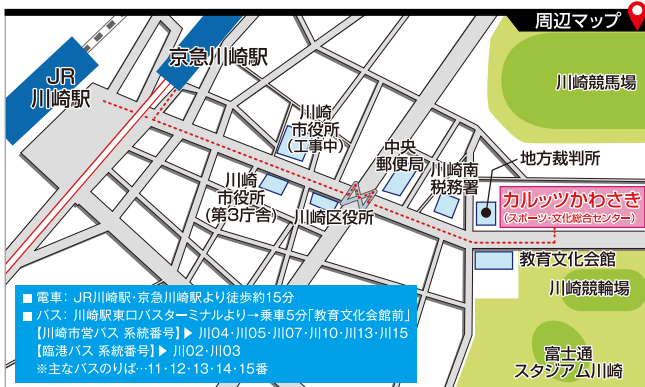 周辺マップ
JR
川崎駅
京急川崎駅
川崎競馬場
川崎
市役所
(工事中)
中央
郵便局
川崎南
税務署
地方裁判所
カルッツかわさき
(スポーツ・文化総合センター)
川崎
市役所
(第3庁舎)
川崎区役所
教育文化会館
川崎競輪場
富士通
スタジアム川崎
■ 電車: JR川崎駅・京急川崎駅より徒歩約15分
■ バス: 川崎駅東口バスターミナルより→乗車5分「教育文化会館前」
【川崎市営バス 系統番号】▶ 川04・川05・川07・川10・川13・川15
【臨港バス 系統番号】▶ 川02・川03
※主なバスのりば…11・12・13・14・15番